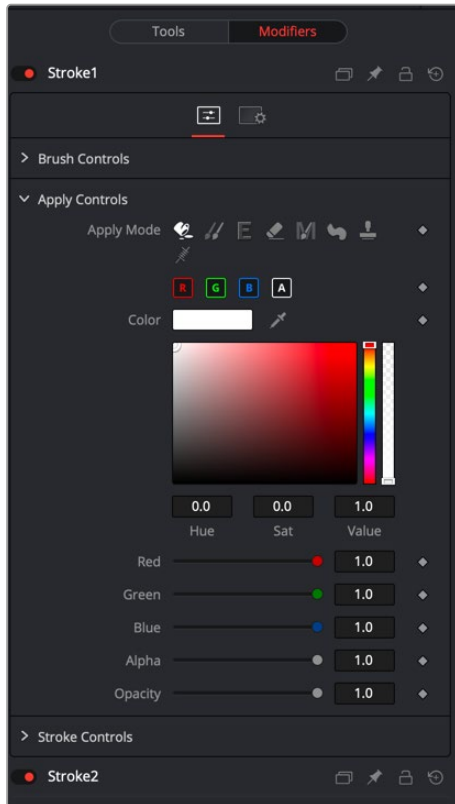 Tools Modifiers
Stroke1
Brush Controls
Apply Controls
Apply Mode E M
R G B A
Color
0.0 0.0 1.0
Hue Sat Value
Red 1.0
Green 1.0
Blue 1.0
Alpha 1.0
Opacity 1.0
Stroke Controls
Stroke2